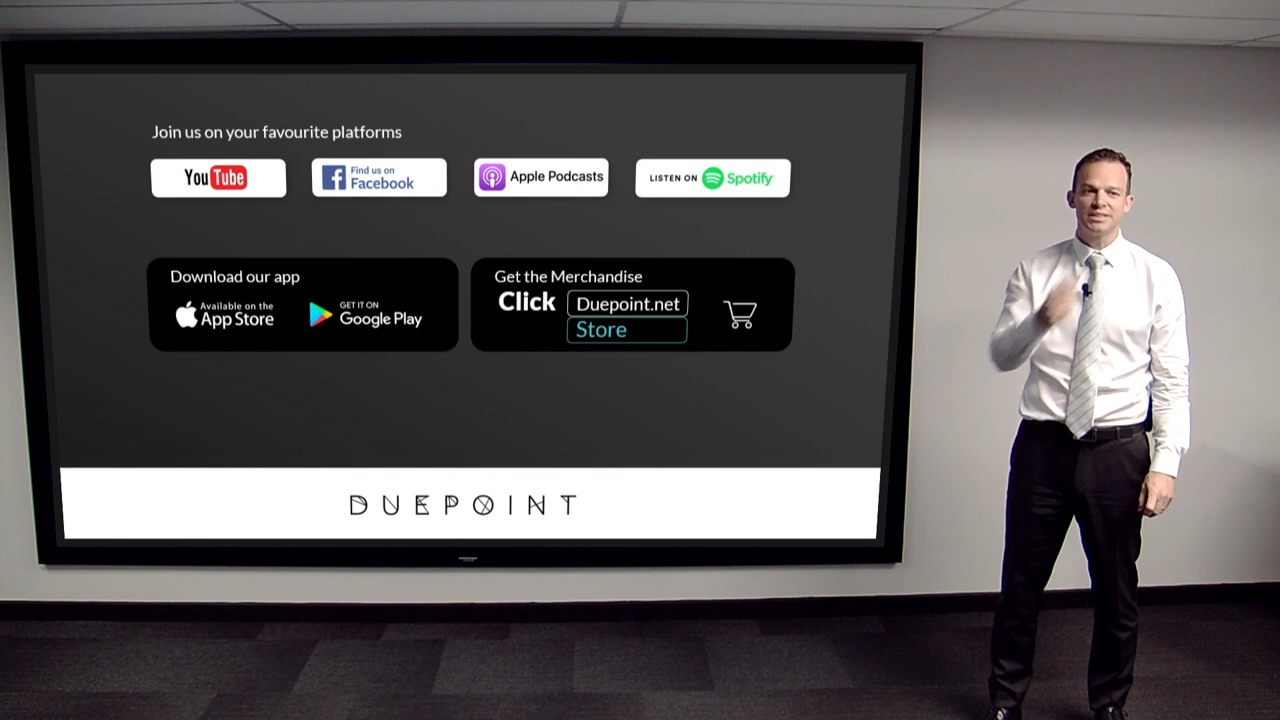 Join us on your favourite platforms
YouTube
Find us on
Facebook
Apple Podcasts
LISTEN ON Spotify
Download our app
Available on the
App Store
GET IT ON
Google Play
Get the Merchandise
Click Duepoint.net
Store
DUEPOINT